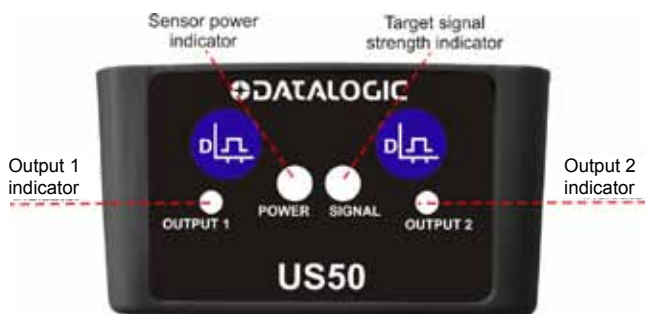 Sensor power
indicator
Target signal
strength indicator
DATALOGIC
D
D
Output 1
indicator
Output 2
indicator
POWER
SIGNAL
OUTPUT 1
OUTPUT 2
US50